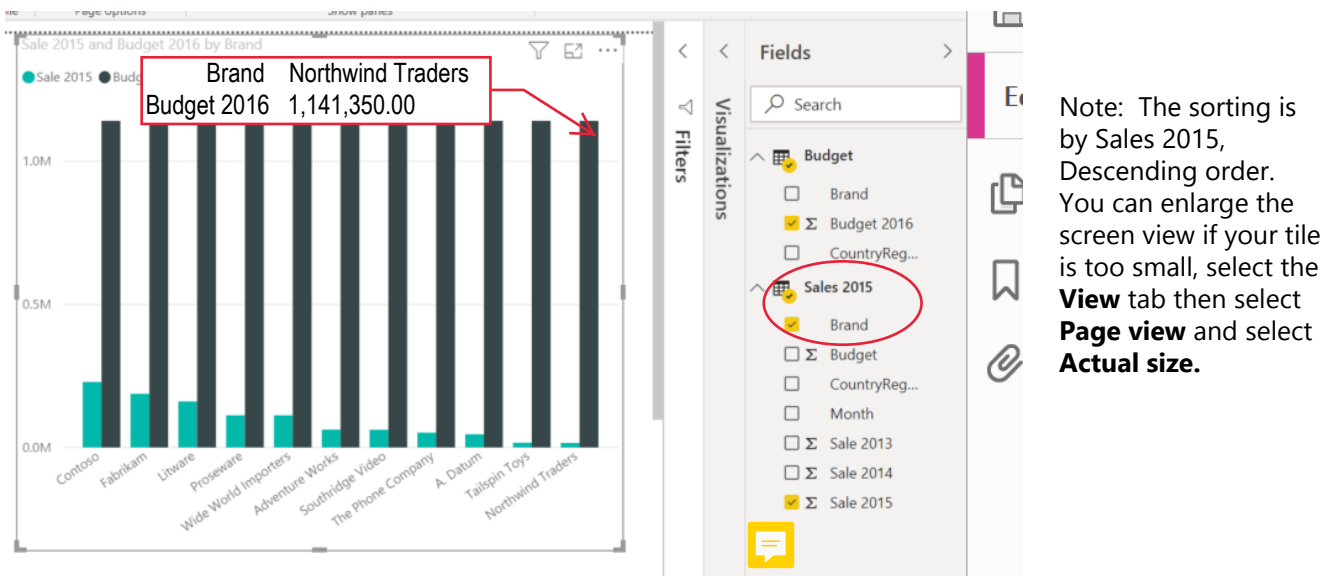 Page options
Show panes
Sale 2015 and Budget 2016 by Brand
Sale 2015
Brand Northwind Traders
Budget 2016 1,141,350.00
1.0M
0.5M
0.0M
Contoso
Fabrikam
Litware
Proseware
Wide World Importers
Adventure Works
Southridge Video
The Phone Company
A. Datum
Tailspin Toys
Northwind Traders
Filters
Visualizations
Fields
Search
Budget
Brand
Σ Budget 2016
CountryReg...
Sales 2015
Brand
Σ Budget
CountryReg...
Month
Σ Sale 2013
Σ Sale 2014
Σ Sale 2015
Note: The sorting is
by Sales 2015,
Descending order.
You can enlarge the
screen view if your tile
is too small, select the
View tab then select
Page view and select
Actual size.